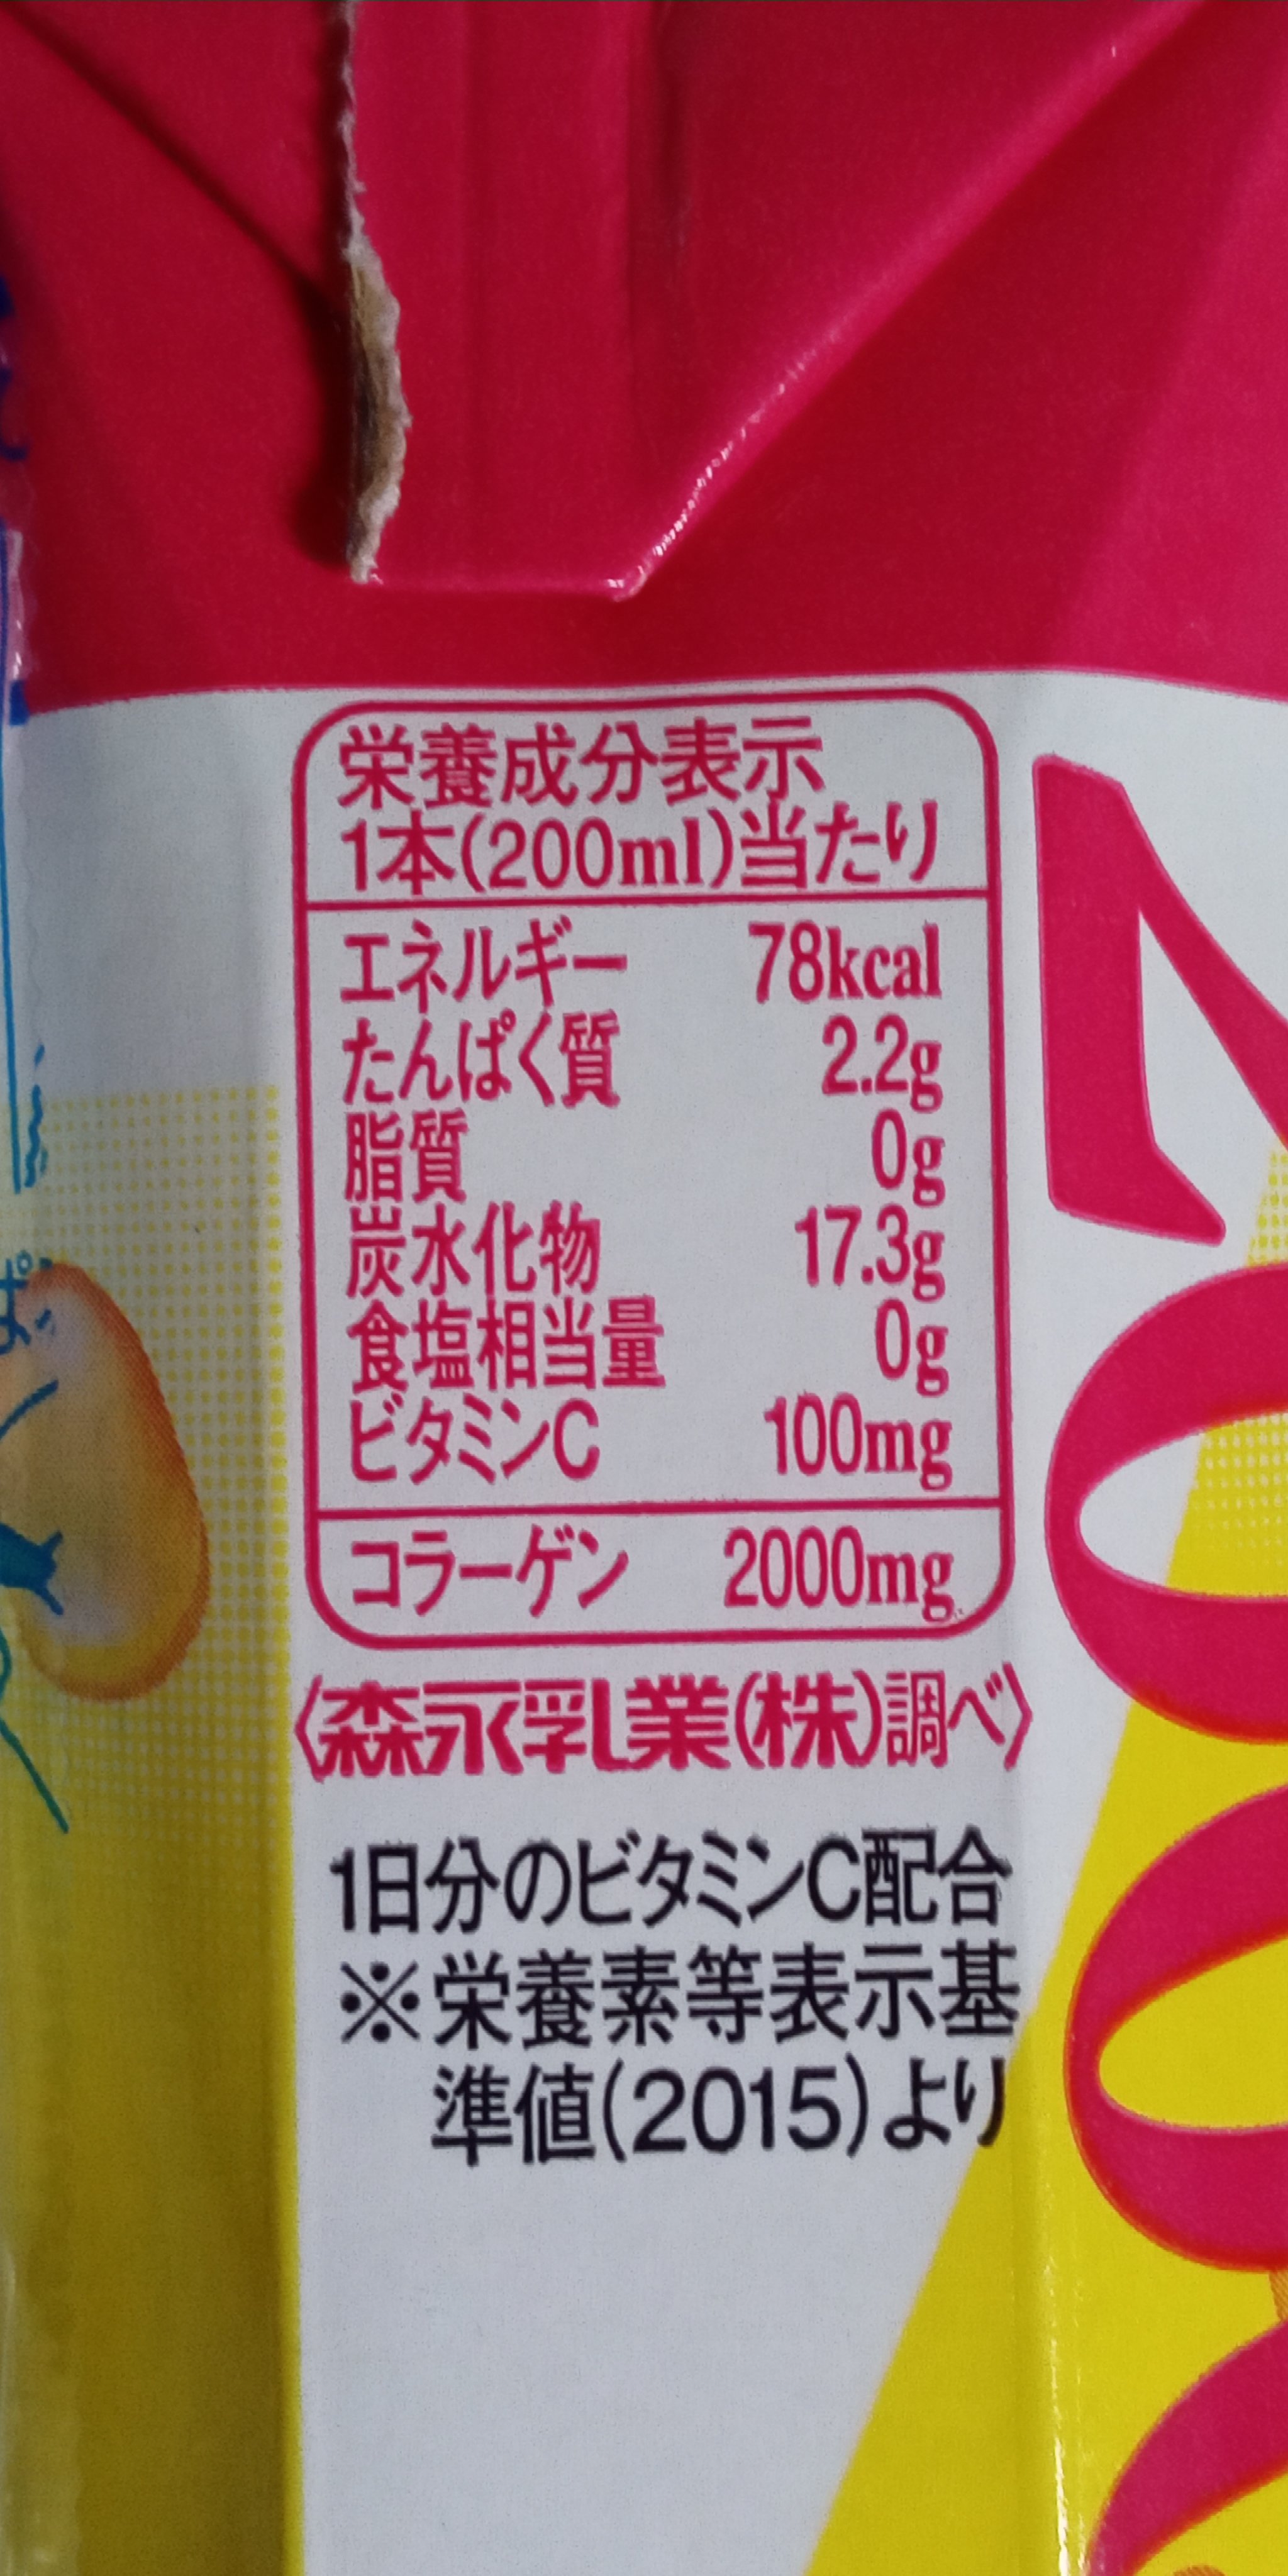 栄養成分表示
1本(200ml)当たり
エネルギー 78kcal
たんぱく質 2.2g
脂質 0g
炭水化物 17.3g
食塩相当量 0g
ビタミンC 100mg
コラーゲン 2000mg
〈森永乳業(株)調べ〉
1日分のビタミンC配合
※栄養素等表示基
準値(2015)より